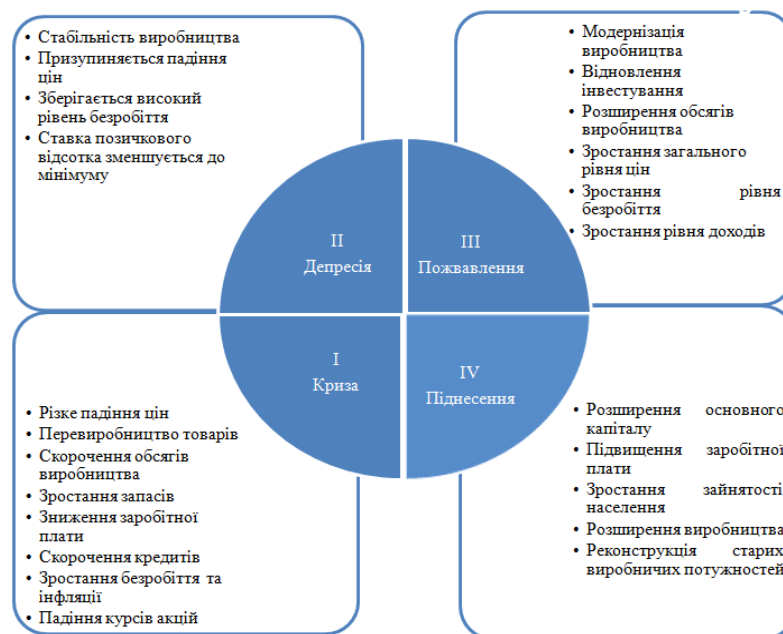 • Стабільність виробництва
• Призупиняється падіння
цін
• Зберігається високий
рівень безробіття
• Ставка позичкового
відсотка зменшується до
мінімуму
• Модернізація
виробництва
• Відновлення
інвестування
• Розширення обсягів
виробництва
• Зростання загального
рівня цін
• Зростання рівня
безробіття
• Зростання рівня доходів
II
Депресія
III
Пожвавлення
I
Криза
IV
Піднесення
• Різке падіння цін
• Перевиробництво товарів
• Скорочення обсягів
виробництва
• Зростання запасів
• Зниження заробітної
плати
• Скорочення кредитів
• Зростання безробіття та
інфляції
• Падіння курсів акцій
• Розширення основного
капіталу
• Підвищення заробітної
плати
• Зростання зайнятості
населення
• Розширення виробництва
• Реконструкція старих
виробничих потужностей